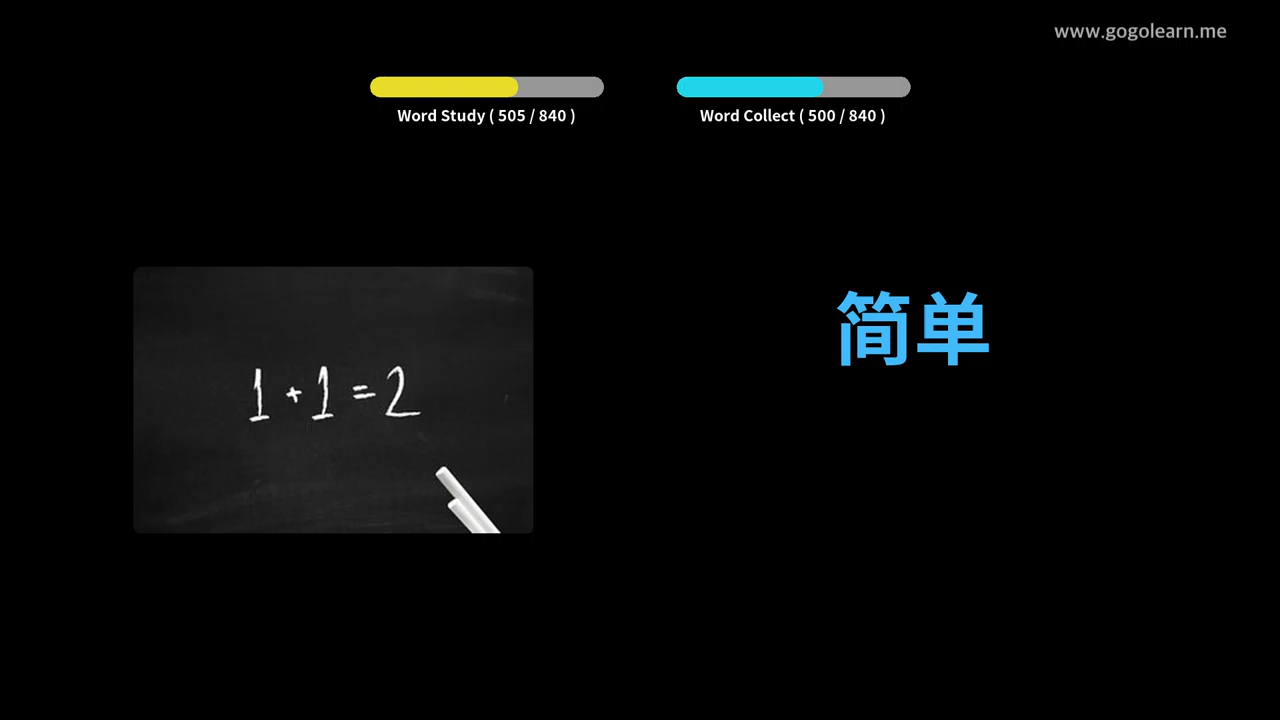 www.gogolearn.me
Word Study ( 505 / 840 )
Word Collect ( 500 / 840 )
简单
1 + 1 = 2